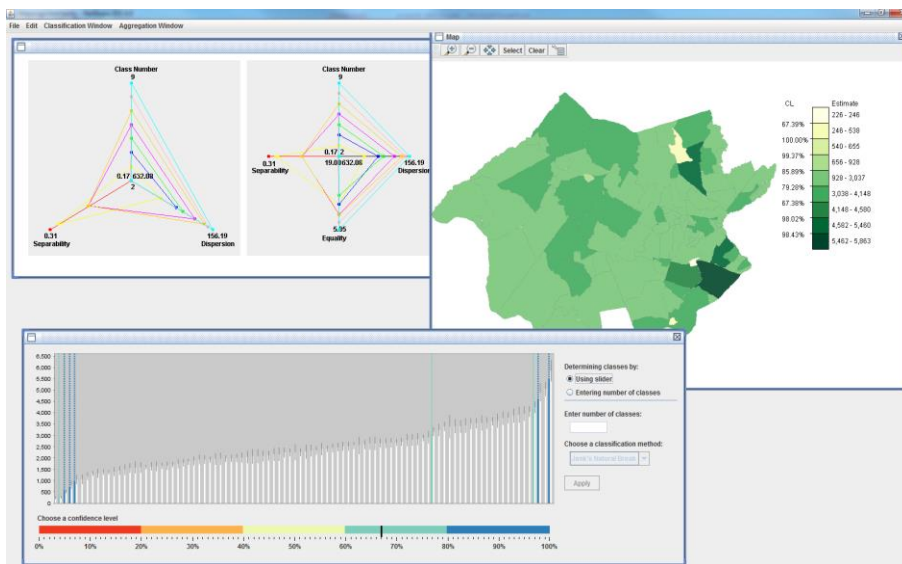 File Edit Classification Window Aggregation Window
Class Number
9
0.17 632.08
2
0.31
Separability
156.19
Dispersion
Class Number
9
0.17 2
0.31
19.80 632.08
156.19
Separability
Dispersion
5.95
Equality
Map
Select Clear
CL Estimate
226 - 246
67.39%
246 - 538
100.00%
540 - 655
99.37%
656 - 928
85.89%
928 - 3,037
79.28%
3,038 - 4,148
67.38%
4,148 - 4,580
98.02%
4,582 - 5,460
98.43%
5,462 - 5,863
6,500
6,000
5,500
5,000
4,500
4,000
3,500
3,000
2,500
2,000
1,500
1,000
500
0
Determining classes by:
Using slider
Entering number of classes
Enter number of classes:
Choose a classification method:
Jenk's Natural Break
Apply
Choose a confidence level
0% 10% 20% 30% 40% 50% 60% 70% 80% 90% 100%